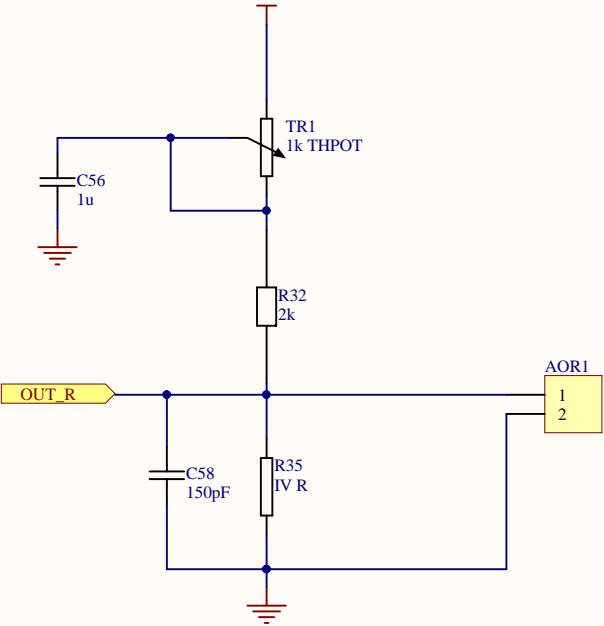 TR1
1k THPOT
C56
1u
R32
2k
OUT_R
AOR1
1
2
C58
150pF
R35
IV R